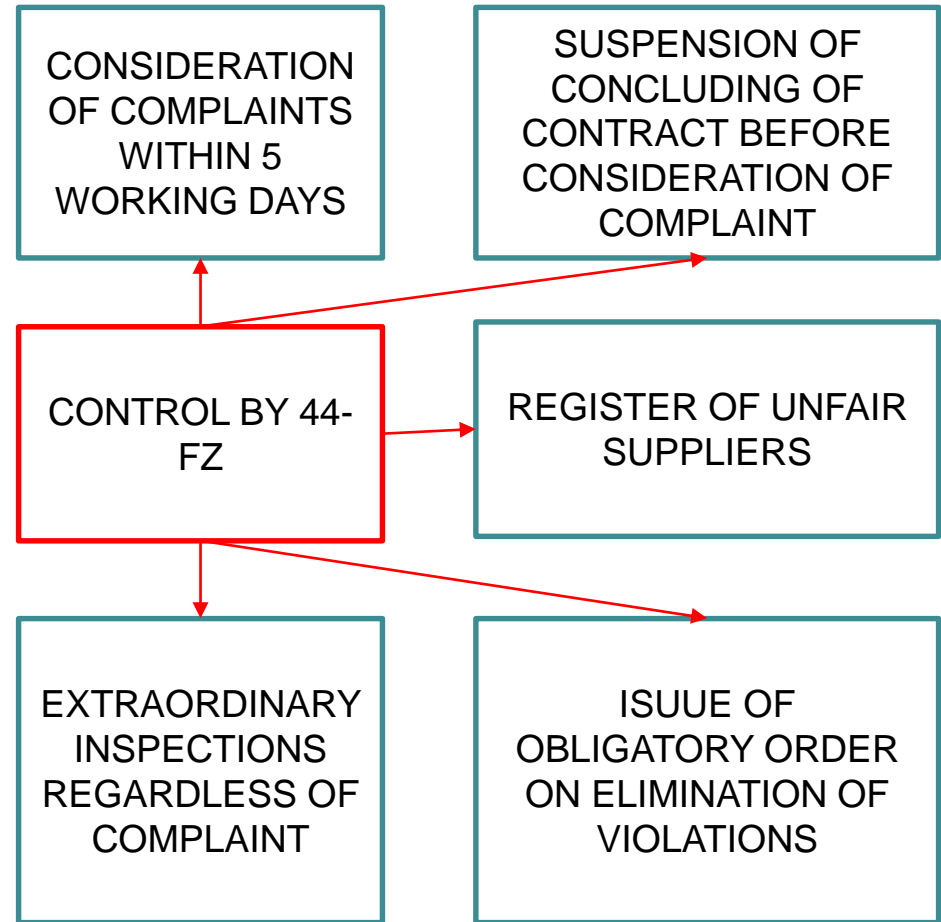 CONSIDERATION
OF COMPLAINTS
WITHIN 5
WORKING DAYS
SUSPENSION OF
CONCLUDING OF
CONTRACT BEFORE
CONSIDERATION OF
COMPLAINT
CONTROL BY 44-
FZ
REGISTER OF UNFAIR
SUPPLIERS
EXTRAORDINARY
INSPECTIONS
REGARDLESS OF
COMPLAINT
ISUUE OF
OBLIGATORY ORDER
ON ELIMINATION OF
VIOLATIONS